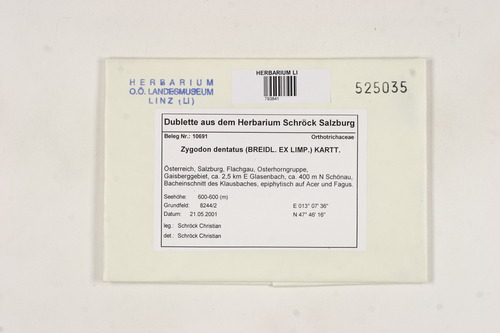 HERBARIUM
O.Ö. LANDESMUSEUM
LINZ (LI)
HERBARIUM LI
793841
525035
Dublette aus dem Herbarium Schröck Salzburg
Beleg Nr.: 10691 Orthotrichaceae
Zygodon dentatus (BREIDL. EX LIMP.) KARTT.
Österreich, Salzburg, Flachgau, Osterhorngruppe,
Gaisberggebiet, ca. 2,5 km E Glasenbach, ca. 400 m N Schönau,
Bacheinschnitt des Klausbaches, epiphytisch auf Acer und Fagus.
Seehöhe: 600-600 (m)
Grundfeld: 8244/2 E 013° 07' 36"
Datum: 21.05.2001 N 47° 46' 16"
leg.: Schröck Christian
det.: Schröck Christian